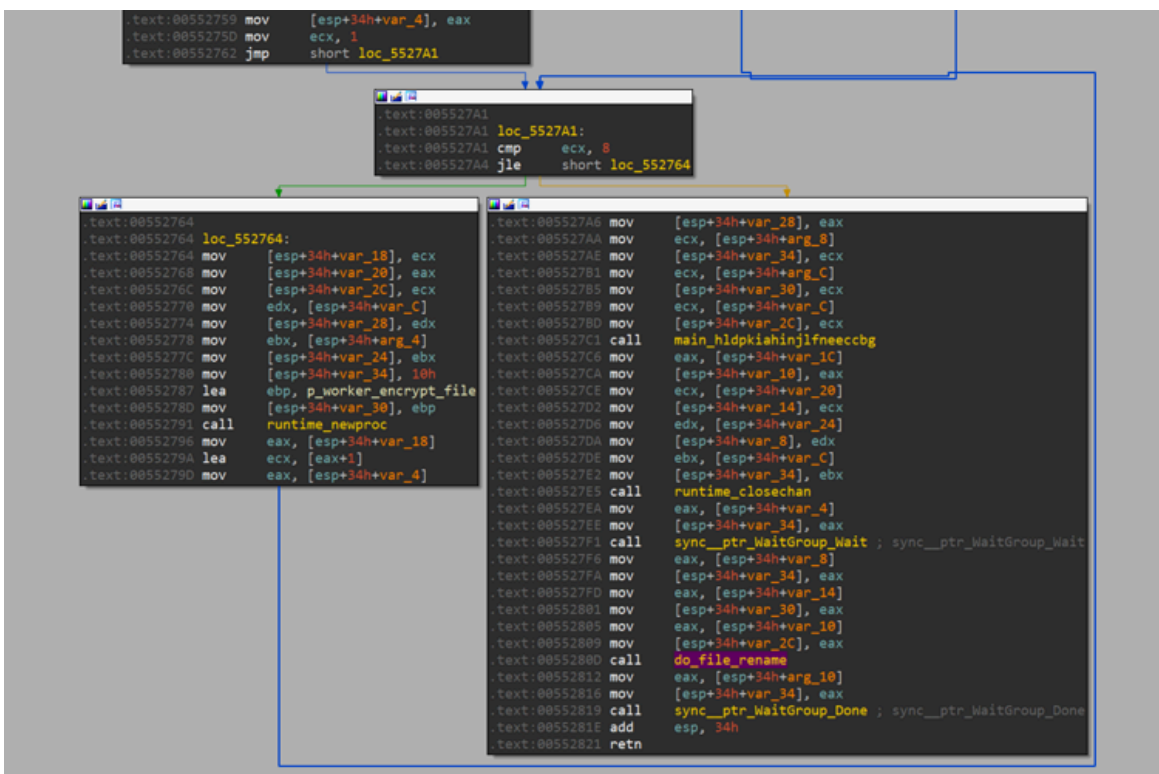 .text:00552759 mov [esp+34h+var_4], eax
.text:0055275D mov ecx, 1
.text:00552762 jmp short loc_5527A1
.text:005527A1
.text:005527A1 loc_5527A1:
.text:005527A1 cmp ecx, 8
.text:005527A4 jle short loc_552764
.text:00552764
.text:00552764 loc_552764:
.text:00552764 mov [esp+34h+var_18], ecx
.text:00552768 mov [esp+34h+var_20], eax
.text:0055276C mov [esp+34h+var_2C], ecx
.text:00552770 mov edx, [esp+34h+var_C]
.text:00552774 mov [esp+34h+var_28], edx
.text:00552778 mov ebx, [esp+34h+arg_4]
.text:0055277C mov [esp+34h+var_24], ebx
.text:00552780 mov [esp+34h+var_34], 10h
.text:00552787 lea ebp, p_worker_encrypt_file
.text:0055278D mov [esp+34h+var_30], ebp
.text:00552791 call runtime_newproc
.text:00552796 mov eax, [esp+34h+var_18]
.text:0055279A lea ecx, [eax+1]
.text:0055279D mov eax, [esp+34h+var_4]
.text:005527A6 mov [esp+34h+var_28], eax
.text:005527AA mov ecx, [esp+34h+arg_8]
.text:005527AE mov [esp+34h+var_34], ecx
.text:005527B1 mov ecx, [esp+34h+arg_C]
.text:005527B5 mov [esp+34h+var_30], ecx
.text:005527B9 mov ecx, [esp+34h+var_C]
.text:005527BD mov [esp+34h+var_2C], ecx
.text:005527C1 call main_hldpkiahinjlfneeccbg
.text:005527C6 mov eax, [esp+34h+var_1C]
.text:005527CA mov [esp+34h+var_10], eax
.text:005527CE mov ecx, [esp+34h+var_20]
.text:005527D2 mov [esp+34h+var_14], ecx
.text:005527D6 mov edx, [esp+34h+var_24]
.text:005527DA mov [esp+34h+var_8], edx
.text:005527DE mov ebx, [esp+34h+var_C]
.text:005527E2 mov [esp+34h+var_34], ebx
.text:005527E5 call runtime_closechan
.text:005527EA mov eax, [esp+34h+var_4]
.text:005527EE mov [esp+34h+var_34], eax
.text:005527F1 call sync__ptr_WaitGroup_Wait ; sync__ptr_WaitGroup_Wait
.text:005527F6 mov eax, [esp+34h+var_8]
.text:005527FA mov [esp+34h+var_34], eax
.text:005527FD mov eax, [esp+34h+var_14]
.text:00552801 mov [esp+34h+var_30], eax
.text:00552805 mov eax, [esp+34h+var_10]
.text:00552809 mov [esp+34h+var_2C], eax
.text:0055280D call do_file_rename
.text:00552812 mov eax, [esp+34h+arg_10]
.text:00552816 mov [esp+34h+var_34], eax
.text:00552819 call sync__ptr_WaitGroup_Done ; sync__ptr_WaitGroup_Done
.text:0055281E add esp, 34h
.text:00552821 retn